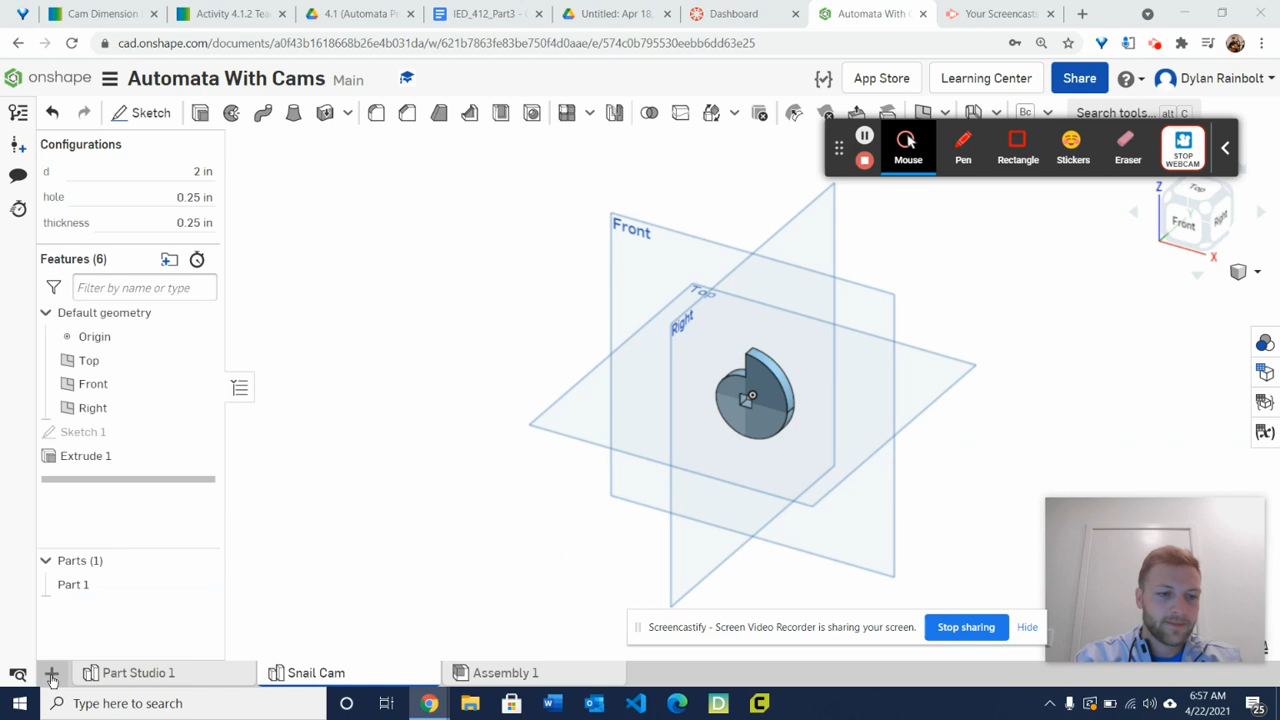 Cam Dimension
Activity 4.1.2 Tea
4.1 (Automata P
IED_412_Part3 - G
Untitled: Apr 18,
Dashboard
Automata With C
Your Screencast
cad.onshape.com/documents/a0f43b1618668b26e4b031da/w/621b7863fe83be750f4d0aae/e/574c0b795530eebb6dd63e25
onshape
Automata With Cams
Main
App Store
Learning Center
Share
Dylan Rainbolt
Sketch
Search tools...
alt
C
Configurations
d 2 in
hole 0.25 in
thickness 0.25 in
Features (6)
Filter by name or type
Default geometry
Origin
Top
Front
Right
Sketch 1
Extrude 1
Parts (1)
Part 1
Mouse
Pen
Rectangle
Stickers
Eraser
STOP
WEBCAM
Front
Top
Right
Z
Top
Front
Right
X
Screencastify - Screen Video Recorder is sharing your screen.
Stop sharing
Hide
Part Studio 1
Snail Cam
Assembly 1
Type here to search
6:57 AM
4/22/2021
25